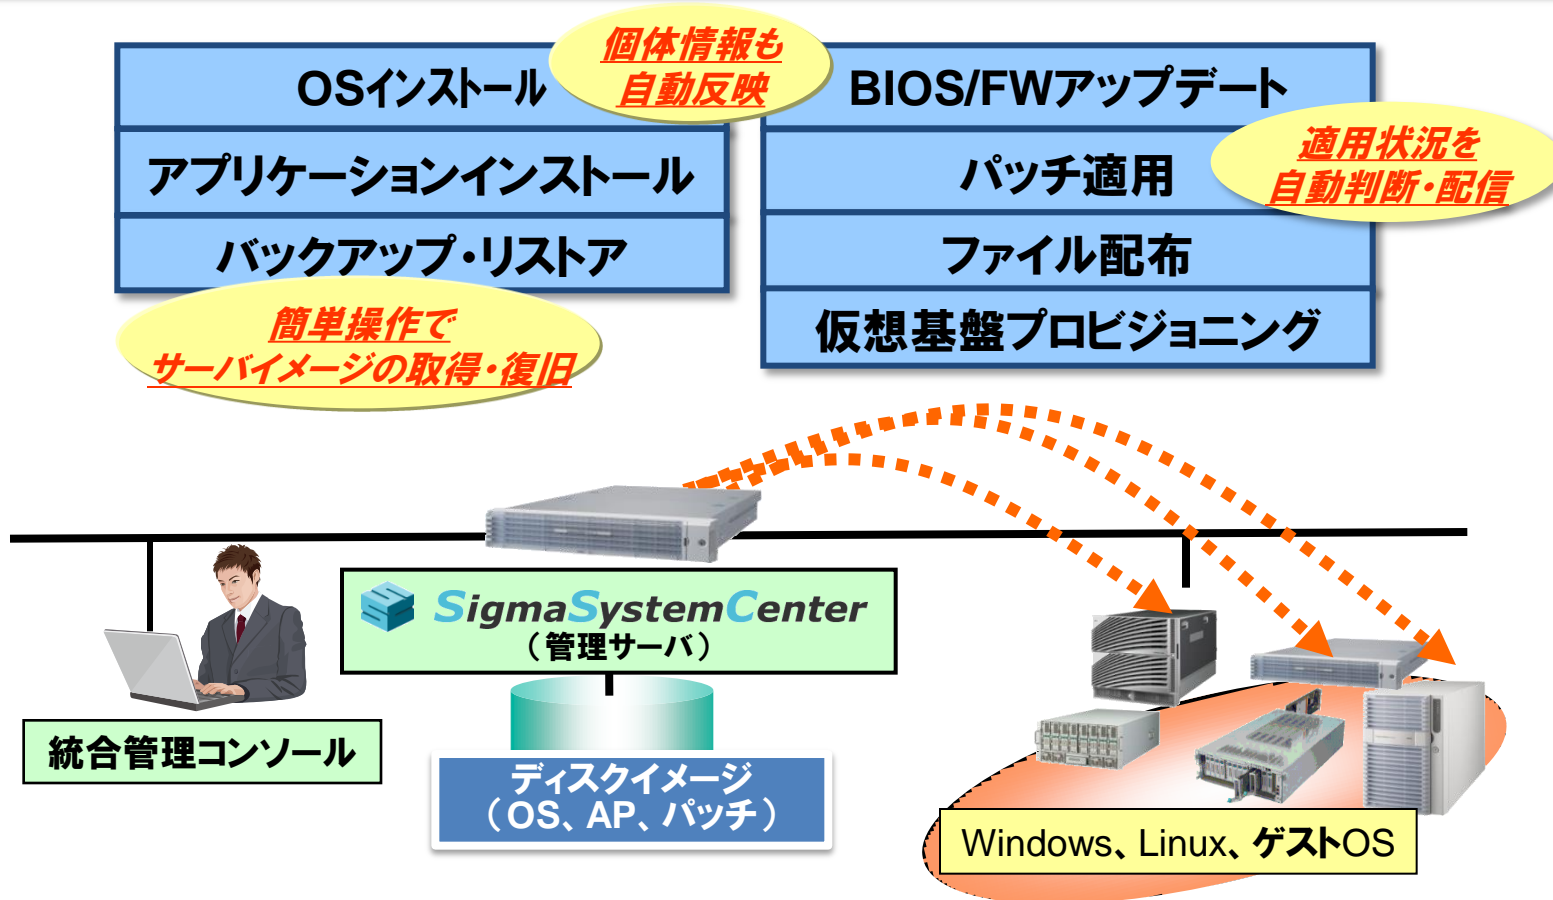 個体情報も
自動反映
OSインストール
アプリケーションインストール
バックアップ・リストア
簡単操作で
サーバイメージの取得・復旧
BIOS/FWアップデート
パッチ適用
ファイル配布
仮想基盤プロビジョニング
適用状況を
自動判断・配信
SigmaSystemCenter
（管理サーバ）
統合管理コンソール
ディスクイメージ
（OS、AP、パッチ）
Windows、Linux、ゲストOS